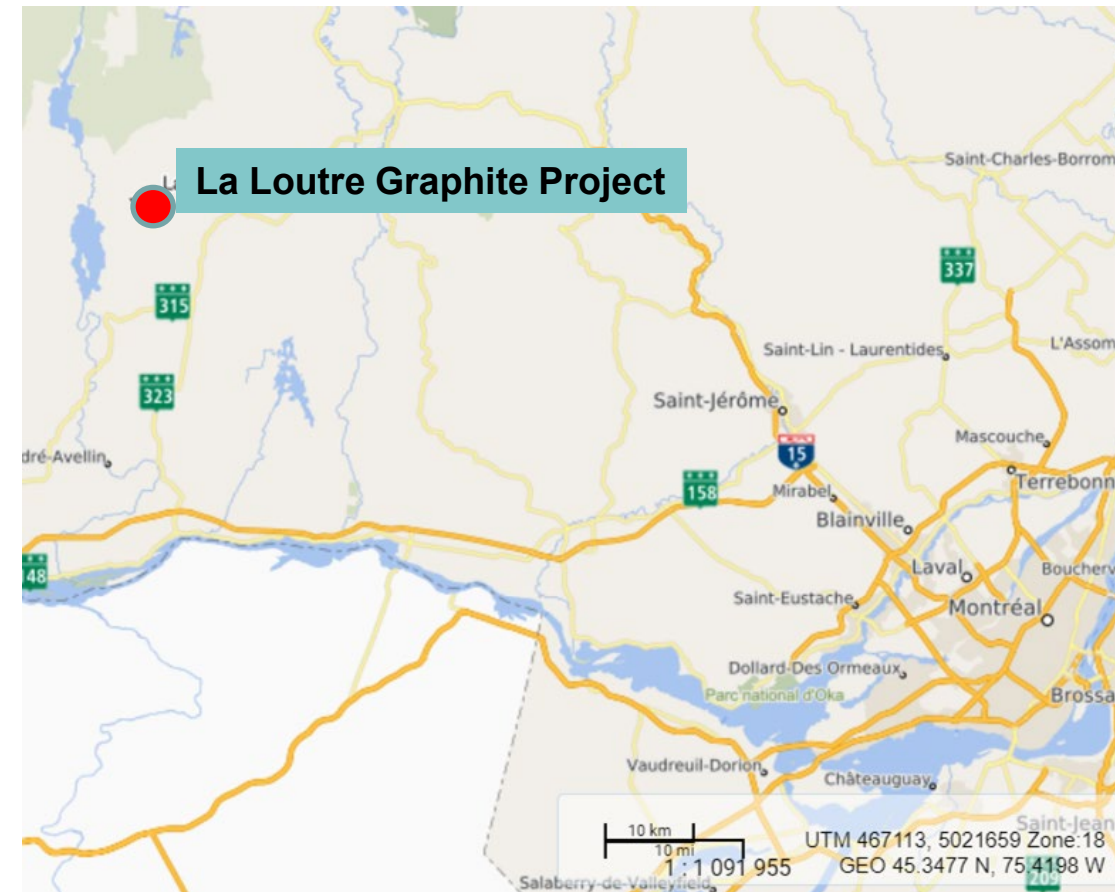 Saint-Charles-Borrom
La Loutre Graphite Project
337
315
Saint-Lin - Laurentides
L'Assom
323
Saint-Jérôme
Mascouche
15
dré-Avellin
Terrebonn
158
Mirabel
Blainville
Laval
Boucherv
148
Saint-Eustache
Montréal
Dollard-Des Ormeaux
Parc national d'Oka
Brossa
Vaudreuil-Dorion
Châteauguay
Saint-Jean
10 km
10 mi
1 : 1 091 955
UTM 467113, 5021659 Zone:18
GEO 45.3477 N, 75.4198 W
Salaberry-de-Valleyfield
209